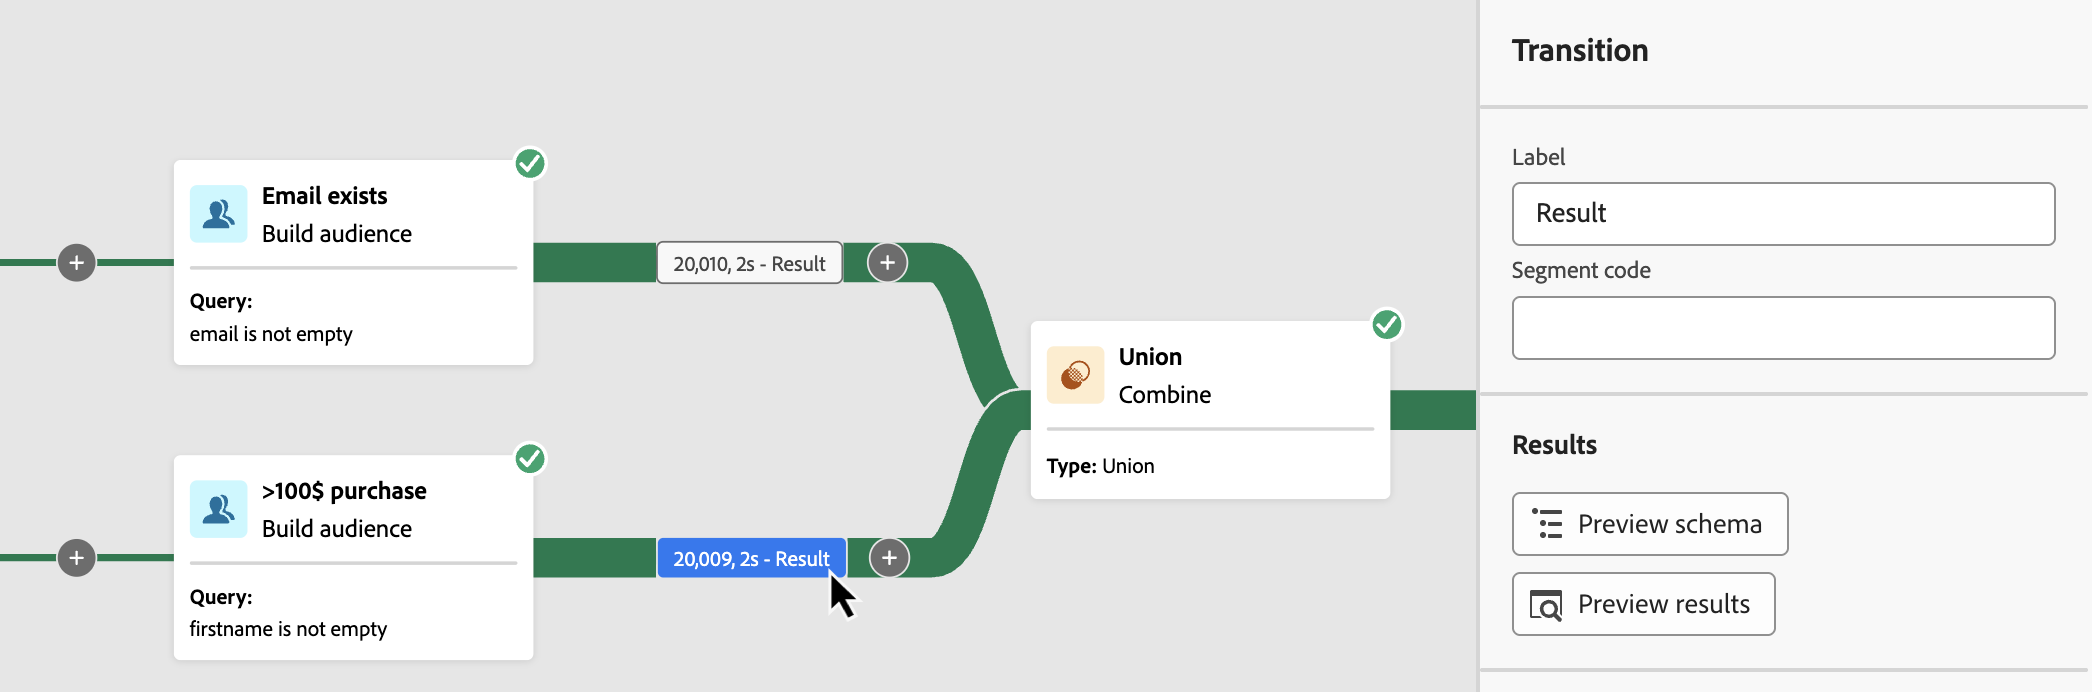 Email exists
Build audience
Query:
email is not empty
20,010, 2s - Result
>100$ purchase
Build audience
Query:
firstname is not empty
20,009, 2s - Result
Union
Combine
Type: Union
Transition
Label
Result
Segment code
Results
Preview schema
Preview results